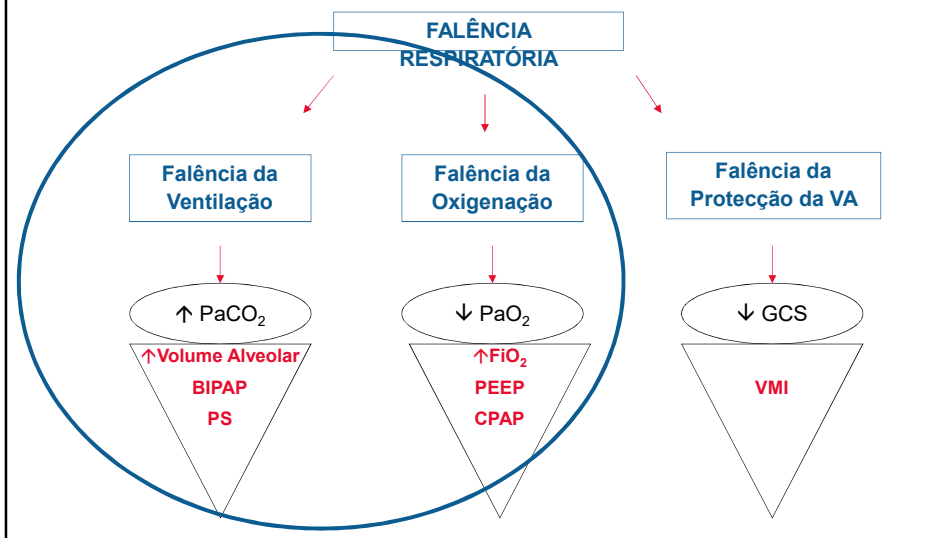 FALÊNCIA
RESPIRATÓRIA
Falência da
Ventilação
Falência da
Oxigenação
Falência da
Protecção da VA
↑ PaCO₂
↓ PaO₂
↓ GCS
↑Volume Alveolar
BIPAP
PS
↑FiO₂
PEEP
CPAP
VMI